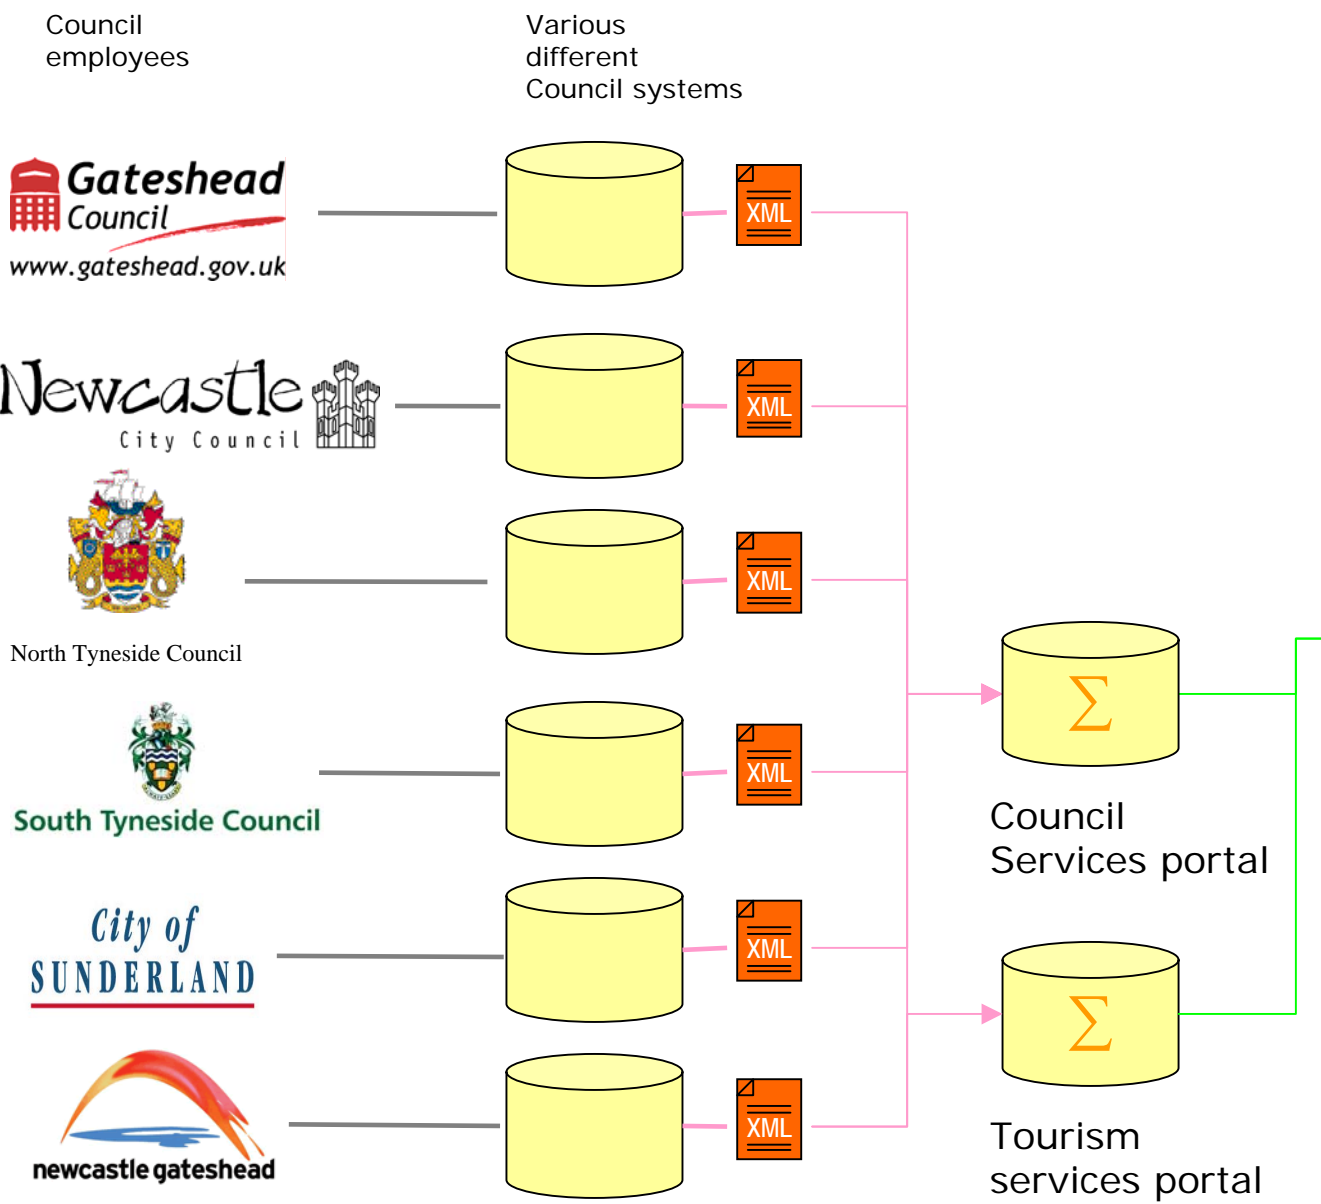 Council
employees
Various
different
Council systems
Gateshead
Council
www.gateshead.gov.uk
XML
Newcastle
City Council
XML
XML
North Tyneside Council
Σ
XML
South Tyneside Council
Council
Services portal
City of
SUNDERLAND
XML
Σ
newcastle gateshead
XML
Tourism
services portal